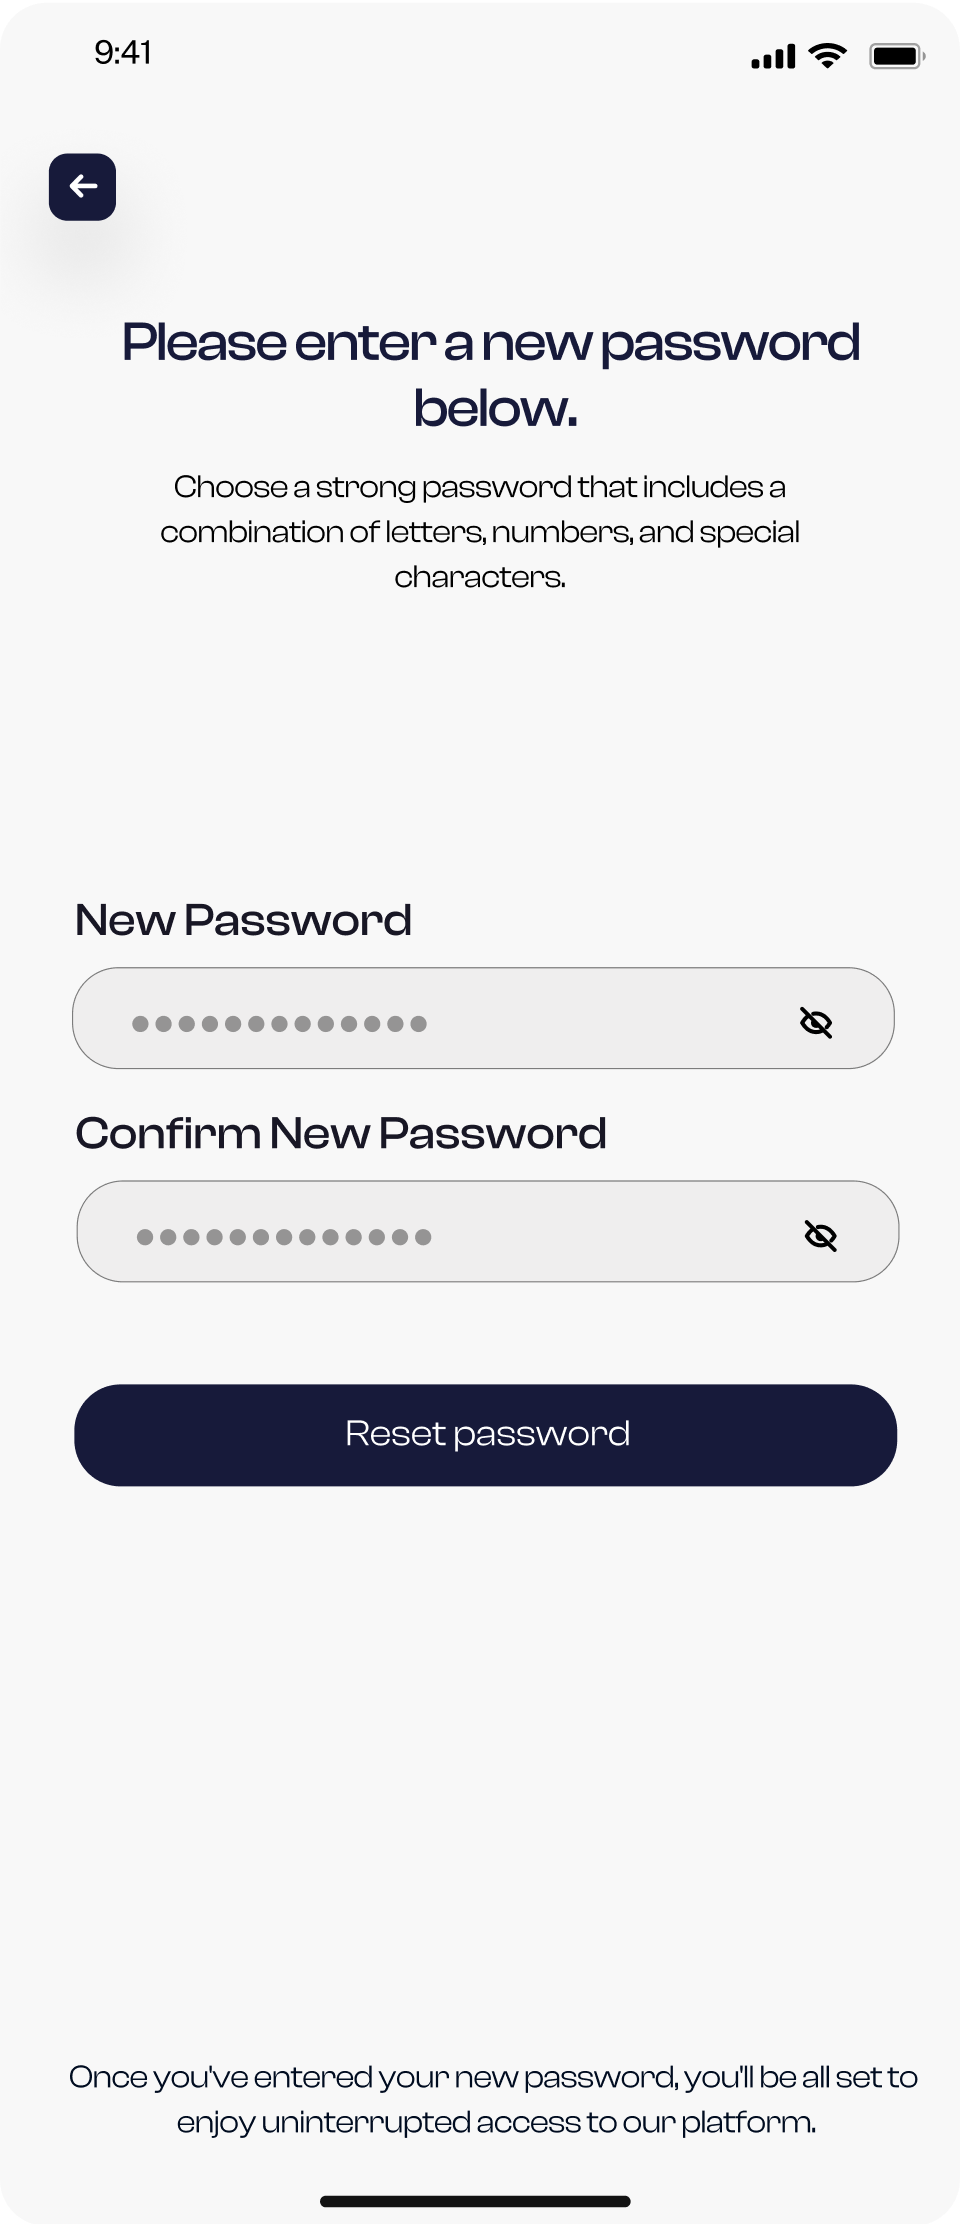 9:41
Please enter a new password
below.
Choose a strong password that includes a
combination of letters, numbers, and special
characters.
New Password
Confirm New Password
Reset password
Once you've entered your new password, you'll be all set to
enjoy uninterrupted access to our platform.